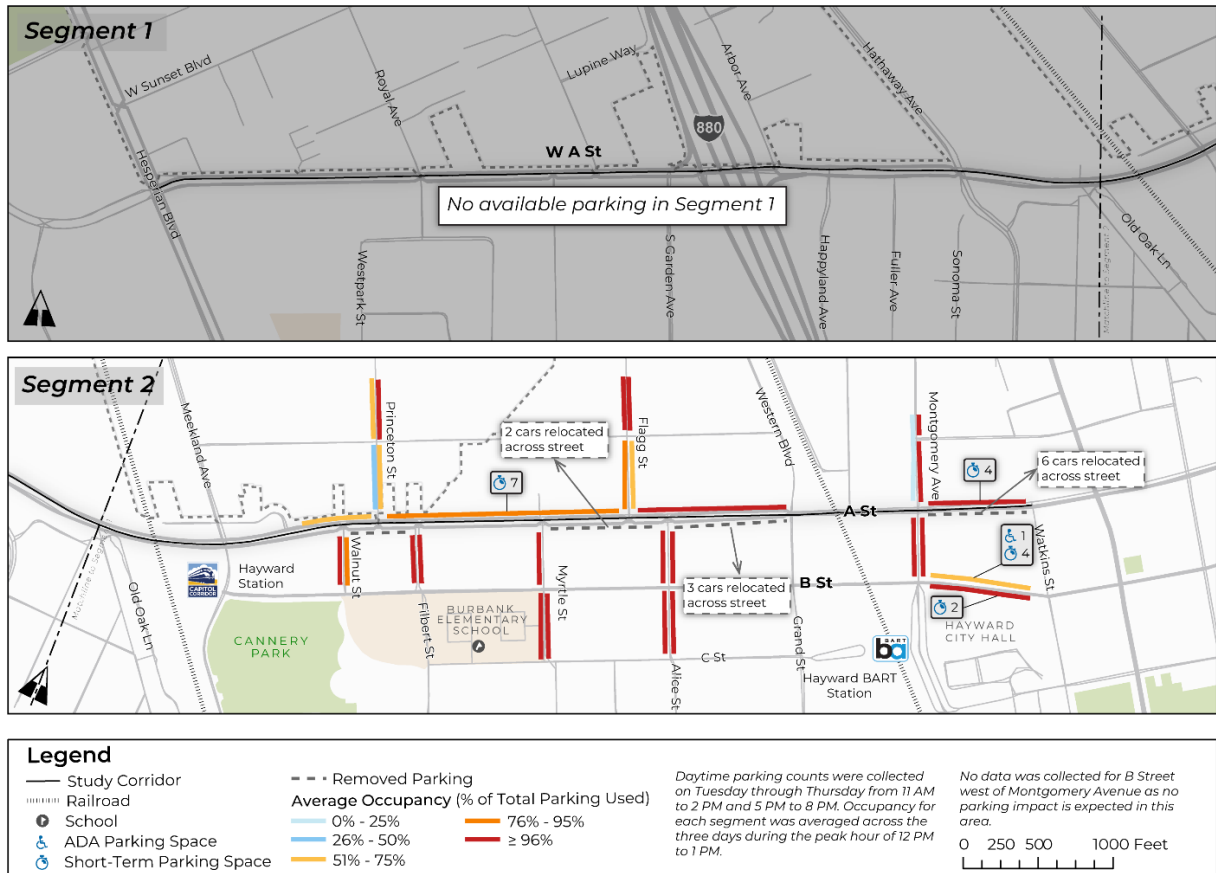 Segment 1
W Sunset Blvd
Royal Ave
Lupine Way
Arbor Ave
Hathaway Ave
880
W A St
Hesperian Blvd
No available parking in Segment 1
Westpark St
S Garden Ave
Happyland Ave
Fuller Ave
Sonoma St
Old Oak Ln
Segment 2
Meekland Ave
Princeton St
2 cars relocated
across street
Flagg St
Western Blvd
Montgomery Ave
6 cars relocated
across street
7
4
A St
Watkins St
1
4
Hayward
Station
CAPITOL
CORRIDOR
Walnut St
Filbert St
Myrtle St
3 cars relocated
across street
B St
2
Old Oak Ln
CANNERY
PARK
BURBANK
ELEMENTARY
SCHOOL
Alice St
C St
Grand St
BART
ba
Hayward BART
Station
HAYWARD
CITY HALL
Legend
Study Corridor
Railroad
School
ADA Parking Space
Short-Term Parking Space
Removed Parking
Average Occupancy (% of Total Parking Used)
0% - 25%
26% - 50%
51% - 75%
76% - 95%
≥ 96%
Daytime parking counts were collected
on Tuesday through Thursday from 11 AM
to 2 PM and 5 PM to 8 PM. Occupancy for
each segment was averaged across the
three days during the peak hour of 12 PM
to 1 PM.
No data was collected for B Street
west of Montgomery Avenue as no
parking impact is expected in this
area.
0 250 500 1000 Feet